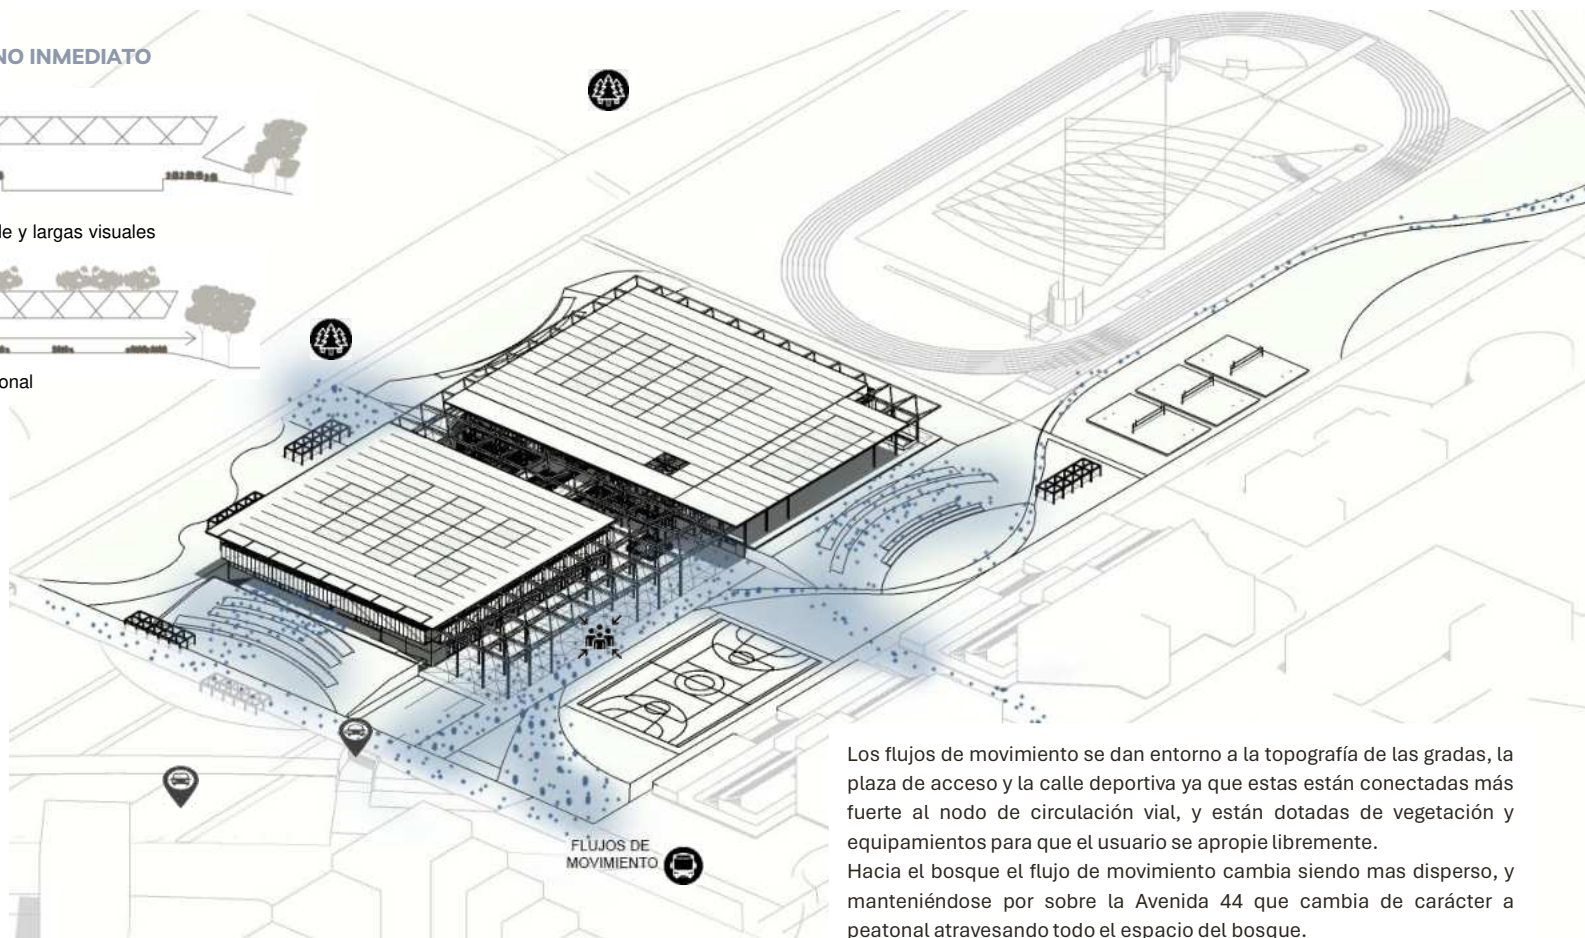 NO INMEDIATO
le y largas visuales
onal
FLUJOS DE
MOVIMIENTO
Los flujos de movimiento se dan entorno a la topografía de las gradas, la
plaza de acceso y la calle deportiva ya que estas están conectadas más
fuerte al nodo de circulación vial, y están dotadas de vegetación y
equipamientos para que el usuario se apropie libremente.
Hacia el bosque el flujo de movimiento cambia siendo mas disperso, y
manteniéndose por sobre la Avenida 44 que cambia de carácter a
peatonal atravesando todo el espacio del bosque.